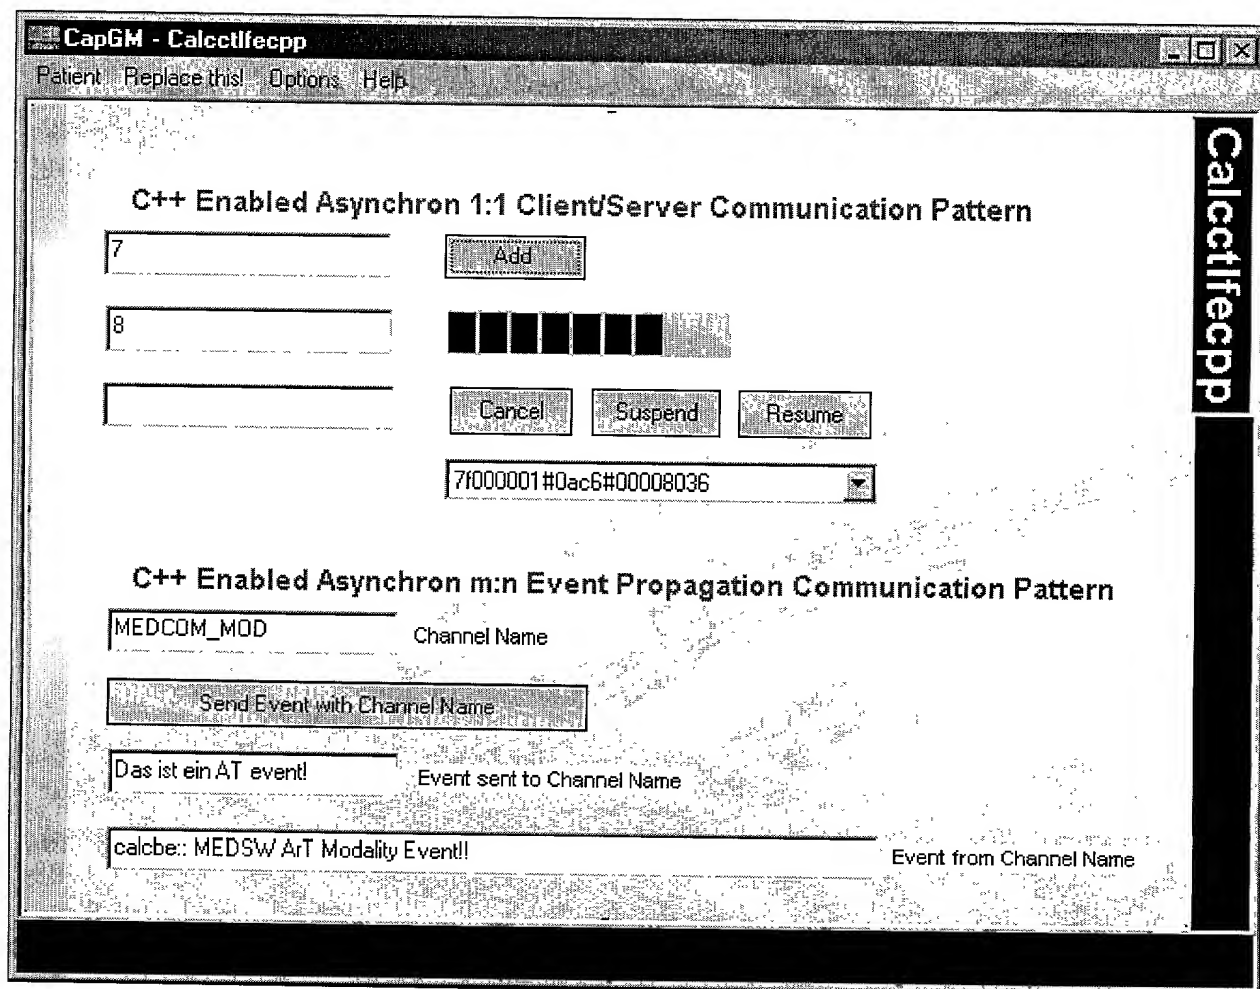 CapGM - Calcctlfecpp
Patient Replace this! Options Help
Calcctlfecpp
C++ Enabled Asynchron 1:1 Client/Server Communication Pattern
7
Add
8
Cancel Suspend Resume
7f000001#0ac6#00008036
C++ Enabled Asynchron m:n Event Propagation Communication Pattern
MEDCOM_MOD Channel Name
Send Event with Channel Name
Das ist ein AT event! Event sent to Channel Name
calcbe:: MEDSW ArT Modality Event!! Event from Channel Name